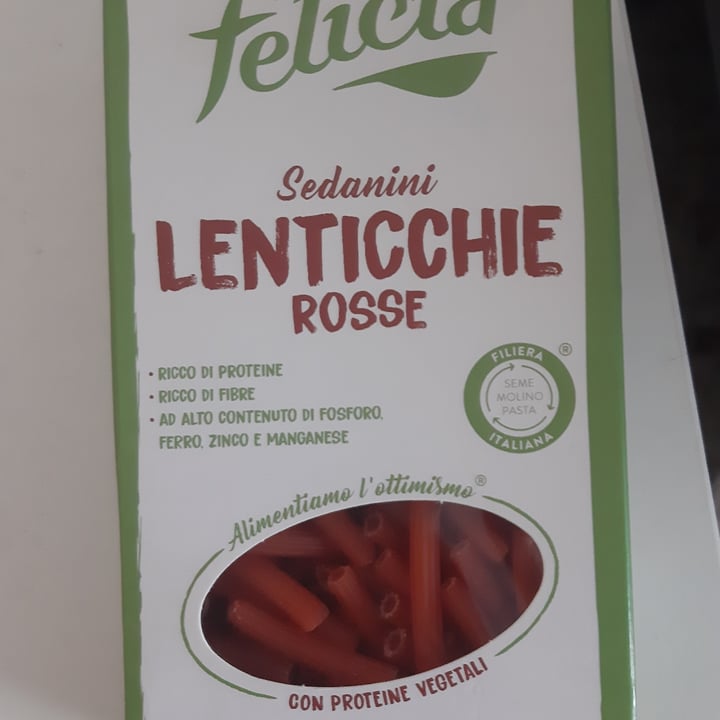 felicia
Sedanini
LENTICCHIE
ROSSE
• RICCO DI PROTEINE
• RICCO DI FIBRE
• AD ALTO CONTENUTO DI FOSFORO,
FERRO, ZINCO E MANGANESE
FILIERA ®
SEME
MOLINO
PASTA
ITALIANA
Alimentiamo l'ottimismo®
CON PROTEINE VEGETALI